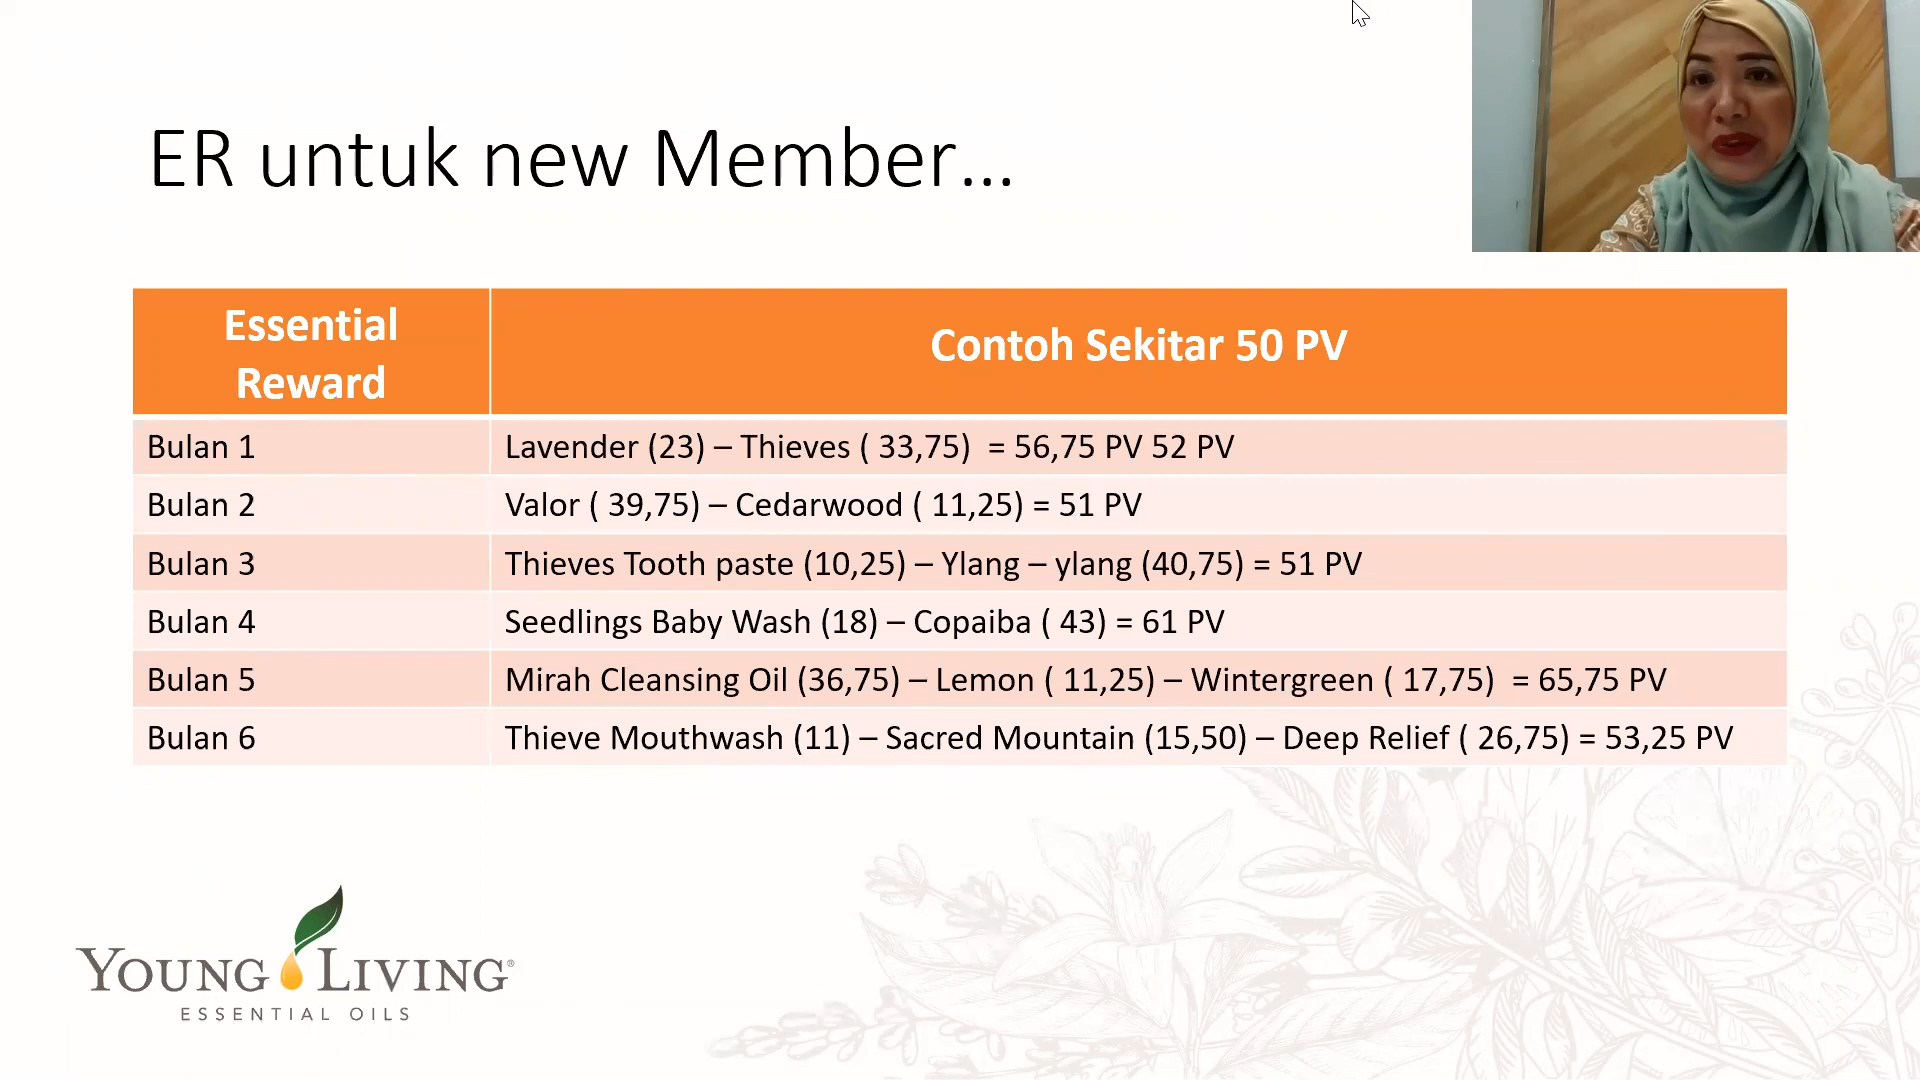 ER untuk new Member...
Essential
Reward
Contoh Sekitar 50 PV
Bulan 1
Lavender (23) – Thieves ( 33,75)  = 56,75 PV 52 PV
Bulan 2
Valor ( 39,75) – Cedarwood ( 11,25) = 51 PV
Bulan 3
Thieves Tooth paste (10,25) – Ylang – ylang (40,75) = 51 PV
Bulan 4
Seedlings Baby Wash (18) – Copaiba ( 43) = 61 PV
Bulan 5
Mirah Cleansing Oil (36,75) – Lemon ( 11,25) – Wintergreen ( 17,75)  = 65,75 PV
Bulan 6
Thieve Mouthwash (11) – Sacred Mountain (15,50) – Deep Relief ( 26,75) = 53,25 PV
YOUNG LIVING®
ESSENTIAL OILS